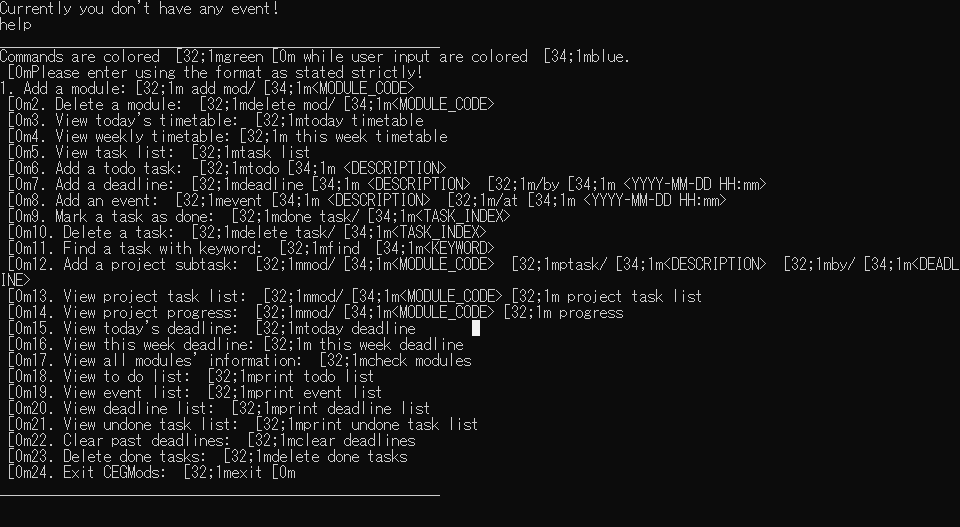 Currently you don't have any event!
help
Commands are colored  [32;1mgreen [0m while user input are colored  [34;1mblue.
 [0mPlease enter using the format as stated strictly!
1. Add a module: [32;1m add mod/ [34;1m<MODULE_CODE>
 [0m2. Delete a module:  [32;1mdelete mod/ [34;1m<MODULE_CODE>
 [0m3. View today's timetable:  [32;1mtoday timetable
 [0m4. View weekly timetable: [32;1m this week timetable
 [0m5. View task list:  [32;1mtask list
 [0m6. Add a todo task:  [32;1mtodo [34;1m <DESCRIPTION>
 [0m7. Add a deadline:  [32;1mdeadline [34;1m <DESCRIPTION>  [32;1m/by [34;1m <YYYY-MM-DD HH:mm>
 [0m8. Add an event:  [32;1mevent [34;1m <DESCRIPTION>  [32;1m/at [34;1m <YYYY-MM-DD HH:mm>
 [0m9. Mark a task as done:  [32;1mdone task/ [34;1m<TASK_INDEX>
 [0m10. Delete a task:  [32;1mdelete task/ [34;1m<TASK_INDEX>
 [0m11. Find a task with keyword:  [32;1mfind  [34;1m<KEYWORD>
 [0m12. Add a project subtask:  [32;1mmod/ [34;1m<MODULE_CODE>  [32;1mptask/ [34;1m<DESCRIPTION>  [32;1mby/ [34;1m<DEADL
INE>
 [0m13. View project task list:  [32;1mmod/ [34;1m<MODULE_CODE> [32;1m project task list
 [0m14. View project progress:  [32;1mmod/ [34;1m<MODULE_CODE> [32;1m progress
 [0m15. View today's deadline:  [32;1mtoday deadline
 [0m16. View this week deadline: [32;1m this week deadline
 [0m17. View all modules' information:  [32;1mcheck modules
 [0m18. View to do list:  [32;1mprint todo list
 [0m19. View event list:  [32;1mprint event list
 [0m20. View deadline list:  [32;1mprint deadline list
 [0m21. View undone task list:  [32;1mprint undone task list
 [0m22. Clear past deadlines:  [32;1mclear deadlines
 [0m23. Delete done tasks:  [32;1mdelete done tasks
 [0m24. Exit CEGMods:  [32;1mexit [0m